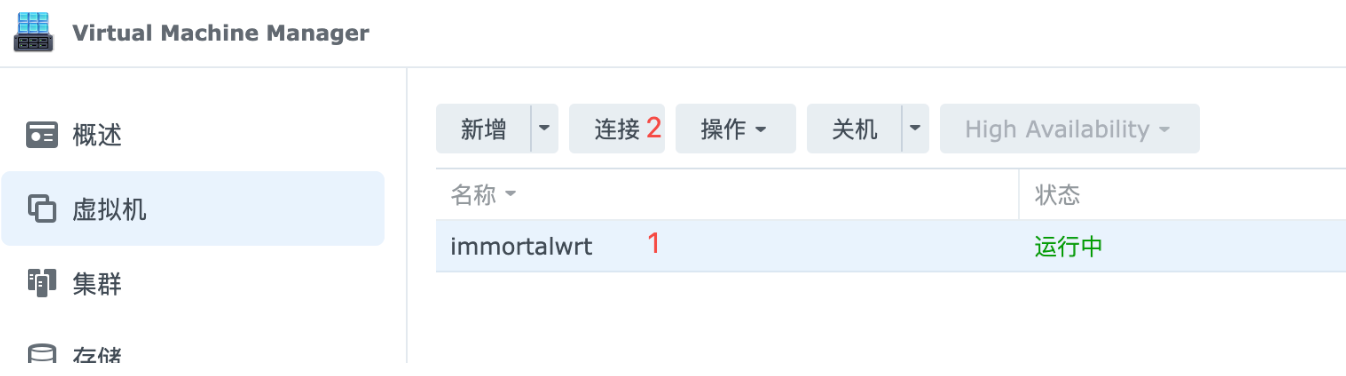 Virtual Machine Manager
概述
虚拟机
集群
存储
新增 连接 2 操作 关机 High Availability
名称 状态
immortalwrt 1 运行中